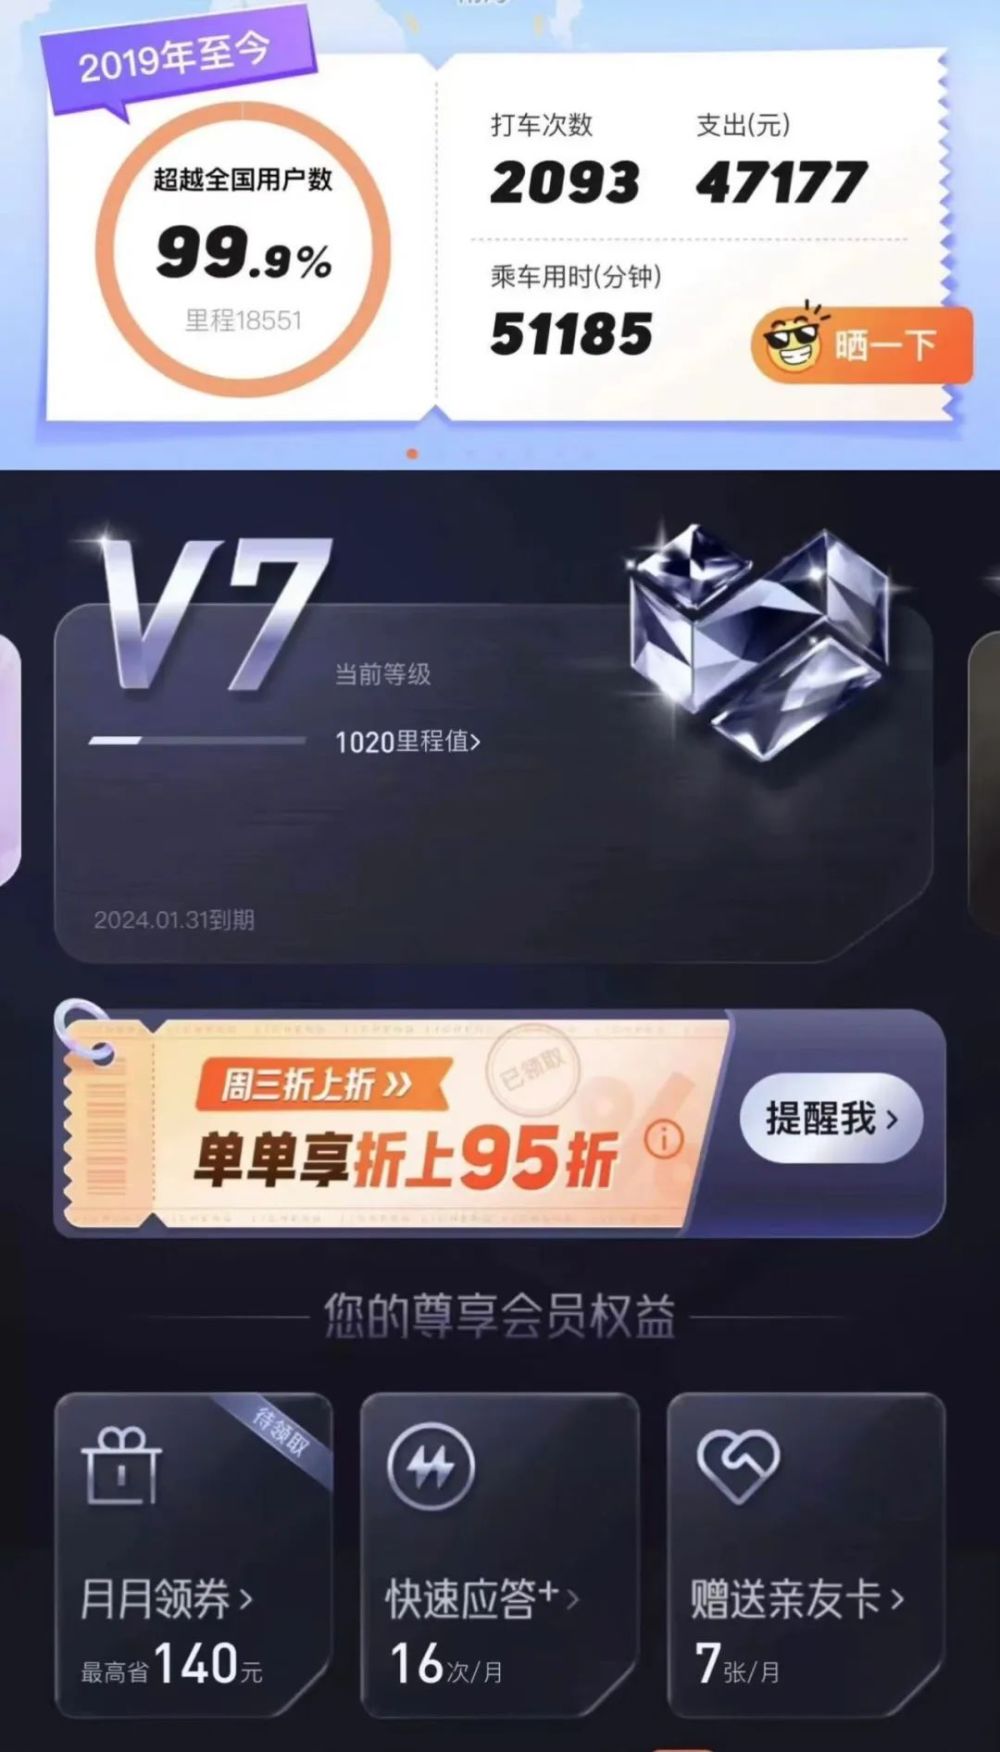 2019年至今
超越全国用户数
99.9%
里程18551
打车次数
2093
支出(元)
47177
乘车用时(分钟)
51185
晒一下
V7
当前等级
1020里程值>
2024.01.31到期
周三折上折
已领取
单单享折上95折
提醒我>
您的尊享会员权益
待领取
月月领券>
最高省140元
快速应答+>
16次/月
赠送亲友卡>
7张/月